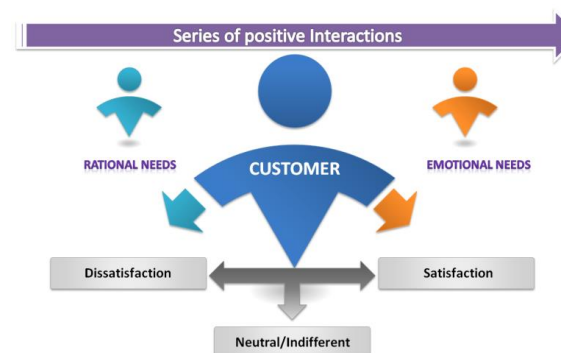 Series of positive Interactions
RATIONAL NEEDS
CUSTOMER
EMOTIONAL NEEDS
Dissatisfaction
Satisfaction
Neutral/Indifferent